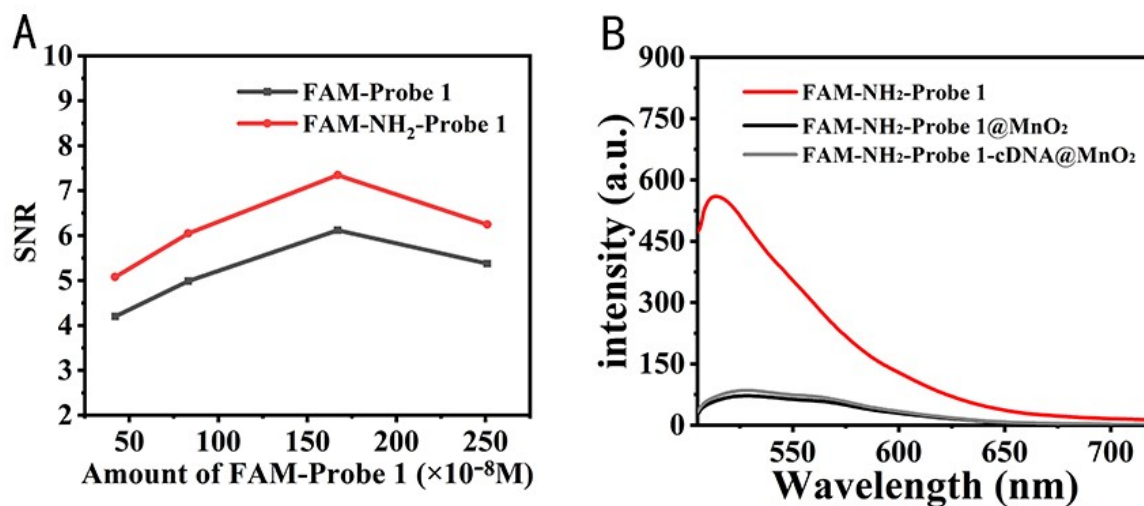 A
10
9
8
7
6
5
4
3
2
SNR
FAM-Probe 1
FAM-NH₂-Probe 1
50 100 150 200 250
Amount of FAM-Probe 1 (×10⁻⁸M)
B
900
750
600
450
300
150
0
intensity (a.u.)
FAM-NH₂-Probe 1
FAM-NH₂-Probe 1@MnO₂
FAM-NH₂-Probe 1-cDNA@MnO₂
550 600 650 700
Wavelength (nm)